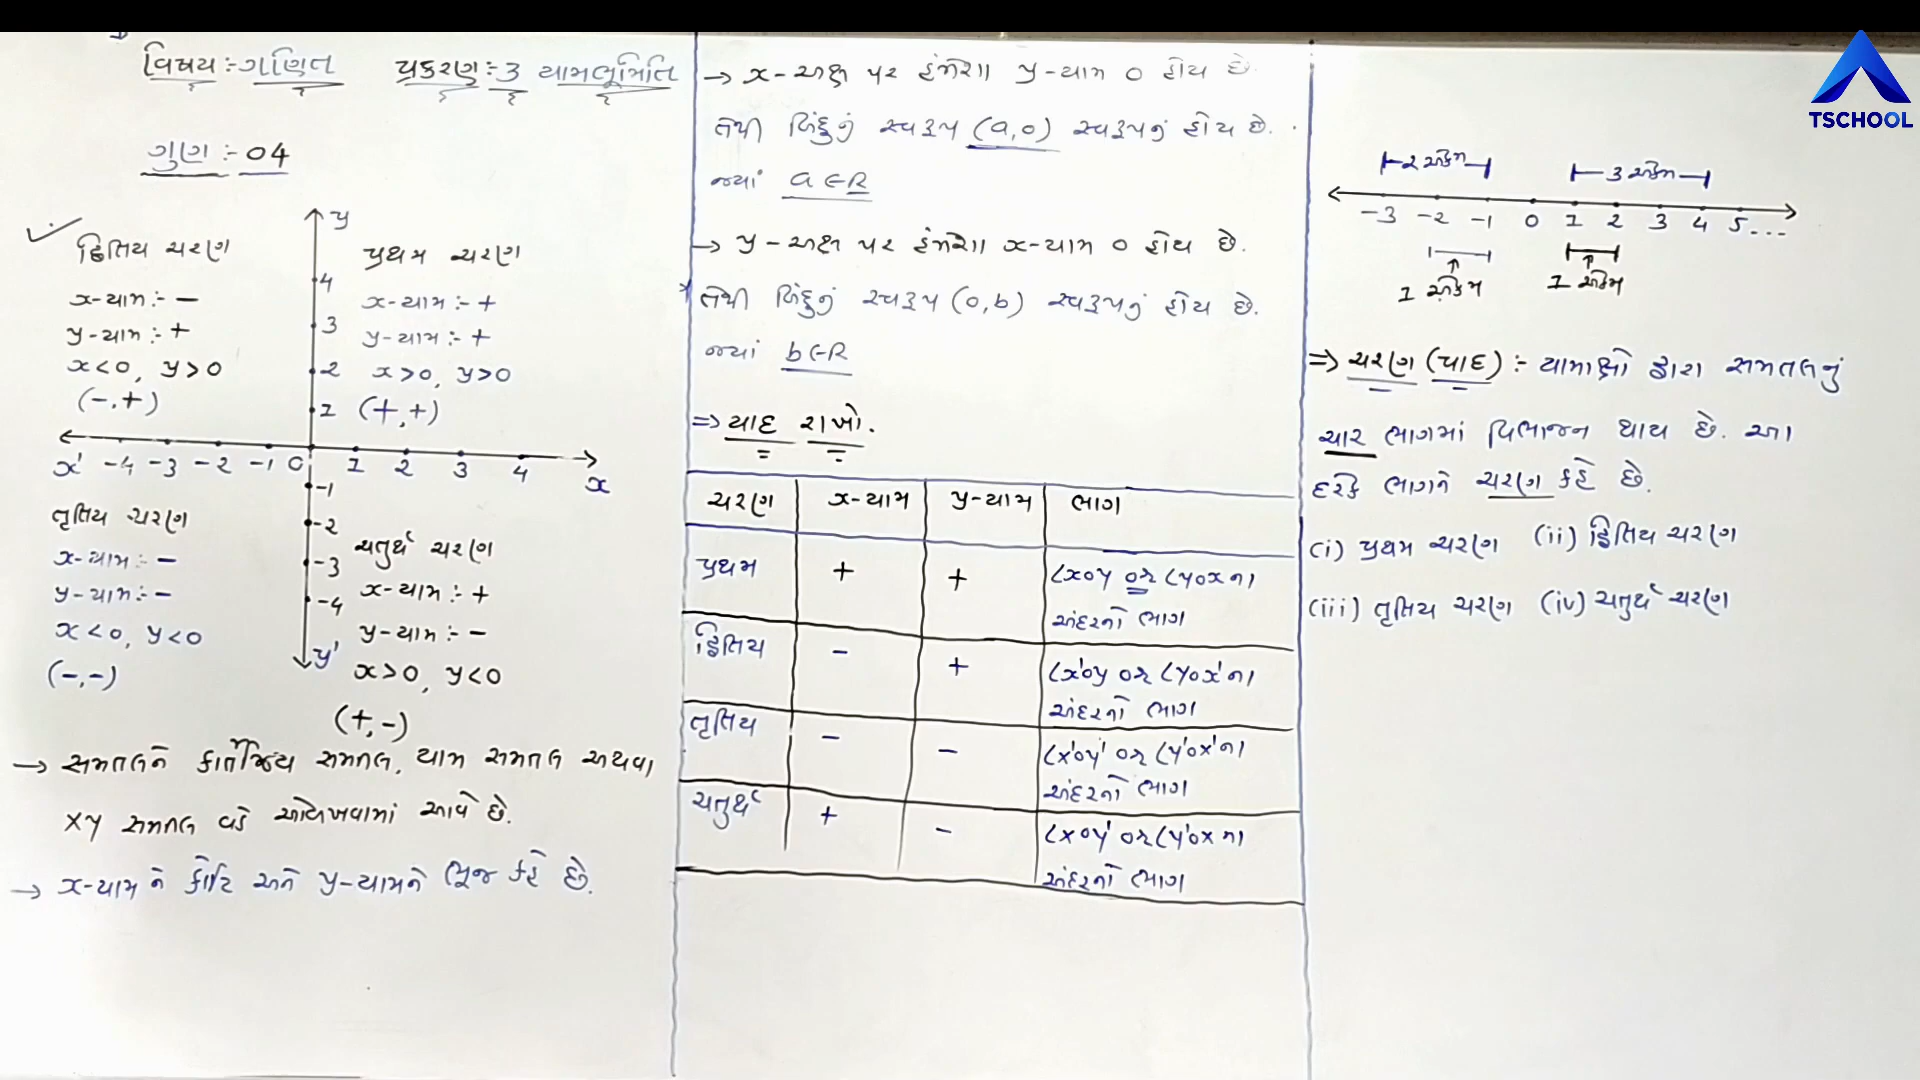 વિષય :- ગણિત પ્રકરણ :- 3 યામભૂમિતિ
ગુણ :- 04
y
દ્વિતિય ચરણ
x-યામ :- −
y-યામ :- +
x<0, y>0
(-,+)
પ્રથમ ચરણ
x-યામ :- +
y-યામ :- +
x>0, y>0
(+,+)
4
3
2
1
x' -4 -3 -2 -1 0 1 2 3 4 x
-1
-2
-3
-4
y'
તૃતિય ચરણ
x-યામ :- −
y-યામ :- −
x<0, y<0
(-,-)
ચતુર્થ ચરણ
x-યામ :- +
y-યામ :- −
x>0, y<0
(+,-)
→ સમતલને કાર્તેઝિય સમતલ, યામ સમતલ અથવા
xy સમતલ વડે ઓળખવામાં આવે છે.
→ x-યામ ને કોટિ અને y-યામને ભૂજ કહે છે.
→ x-અક્ષ પર હંમેશા y-યામ 0 હોય છે.
તેથી બિંદુનું સ્વરૂપ (a,0) સ્વરૂપનું હોય છે.
જ્યાં a∈R
→ y-અક્ષ પર હંમેશા x-યામ 0 હોય છે.
તેથી બિંદુનું સ્વરૂપ (0,b) સ્વરૂપનું હોય છે.
જ્યાં b∈R
⇒ યાદ રાખો.
ચરણ x-યામ y-યામ ભાગ
પ્રથમ + + ∠xoy or ∠yox ના
અંદરનો ભાગ
દ્વિતિય − + ∠x'oy or ∠yox' ના
અંદરનો ભાગ
તૃતિય − − ∠x'oy' or ∠y'ox' ના
અંદરનો ભાગ
ચતુર્થ + − ∠xoy' or ∠y'ox ના
અંદરનો ભાગ
TSCHOOL
2 એકમ 3 એકમ
-3 -2 -1 0 1 2 3 4 5...
1 એકમ 1 એકમ
⇒ ચરણ (પાદ) :- યામાક્ષો દ્વારા સમતલનું
ચાર ભાગમાં વિભાજન થાય છે. આ
દરેક ભાગને ચરણ કહે છે.
(i) પ્રથમ ચરણ (ii) દ્વિતિય ચરણ
(iii) તૃતિય ચરણ (iv) ચતુર્થ ચરણ